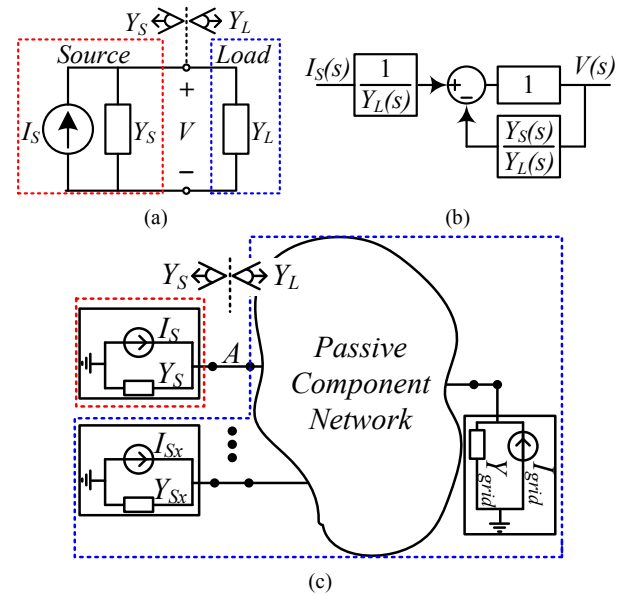 Y_S Y_L
Source Load
I_S Y_S + V − Y_L
(a)
I_S(s) 1/Y_L(s) + − 1 V(s)
Y_S(s)/Y_L(s)
(b)
Y_S Y_L
I_S
Y_S A
I_Sx
Y_Sx
Passive
Component
Network
Y_grid I_grid
(c)